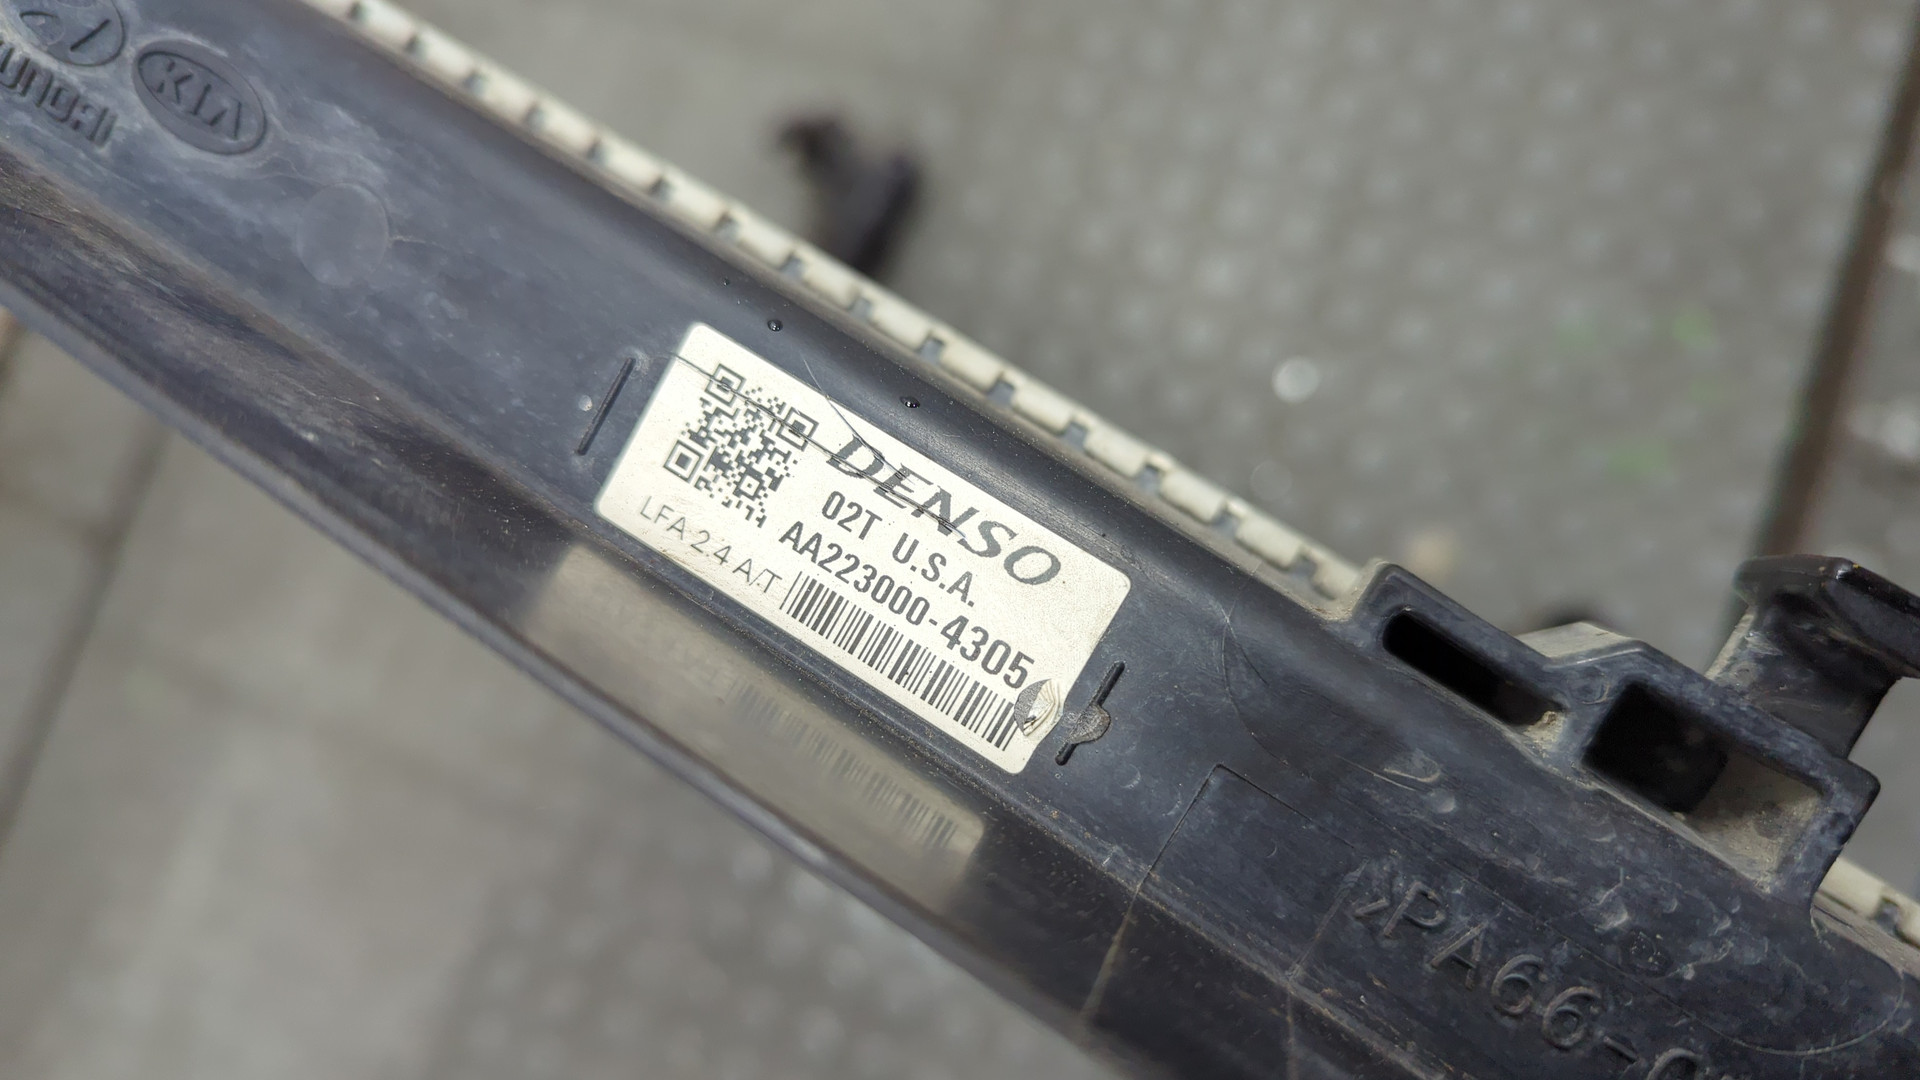 KIA
DENSO
02T U.S.A.
AA223000-4305
LFA 2.4 A/T
>PA66-G